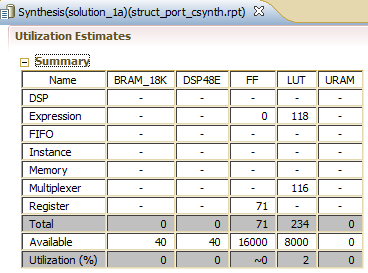 Synthesis(solution_1a)(struct_port_csynth.rpt)
Utilization Estimates
Summary
Name BRAM_18K DSP48E FF LUT URAM
DSP - - - - -
Expression - - 0 118 -
FIFO - - - - -
Instance - - - - -
Memory - - - - -
Multiplexer - - - 116 -
Register - - 71 - -
Total 0 0 71 234 0
Available 40 40 16000 8000 0
Utilization (%) 0 0 ~0 2 0